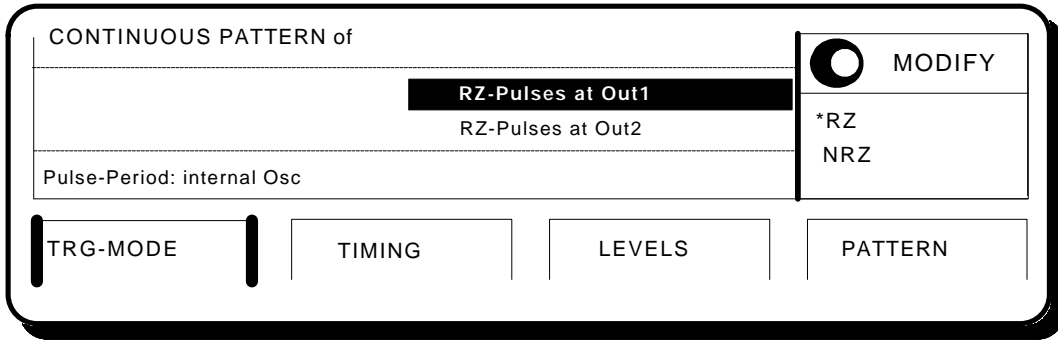 CONTINUOUS PATTERN of
MODIFY
RZ-Pulses at Out1
RZ-Pulses at Out2
*RZ
NRZ
Pulse-Period: internal Osc
TRG-MODE
TIMING
LEVELS
PATTERN